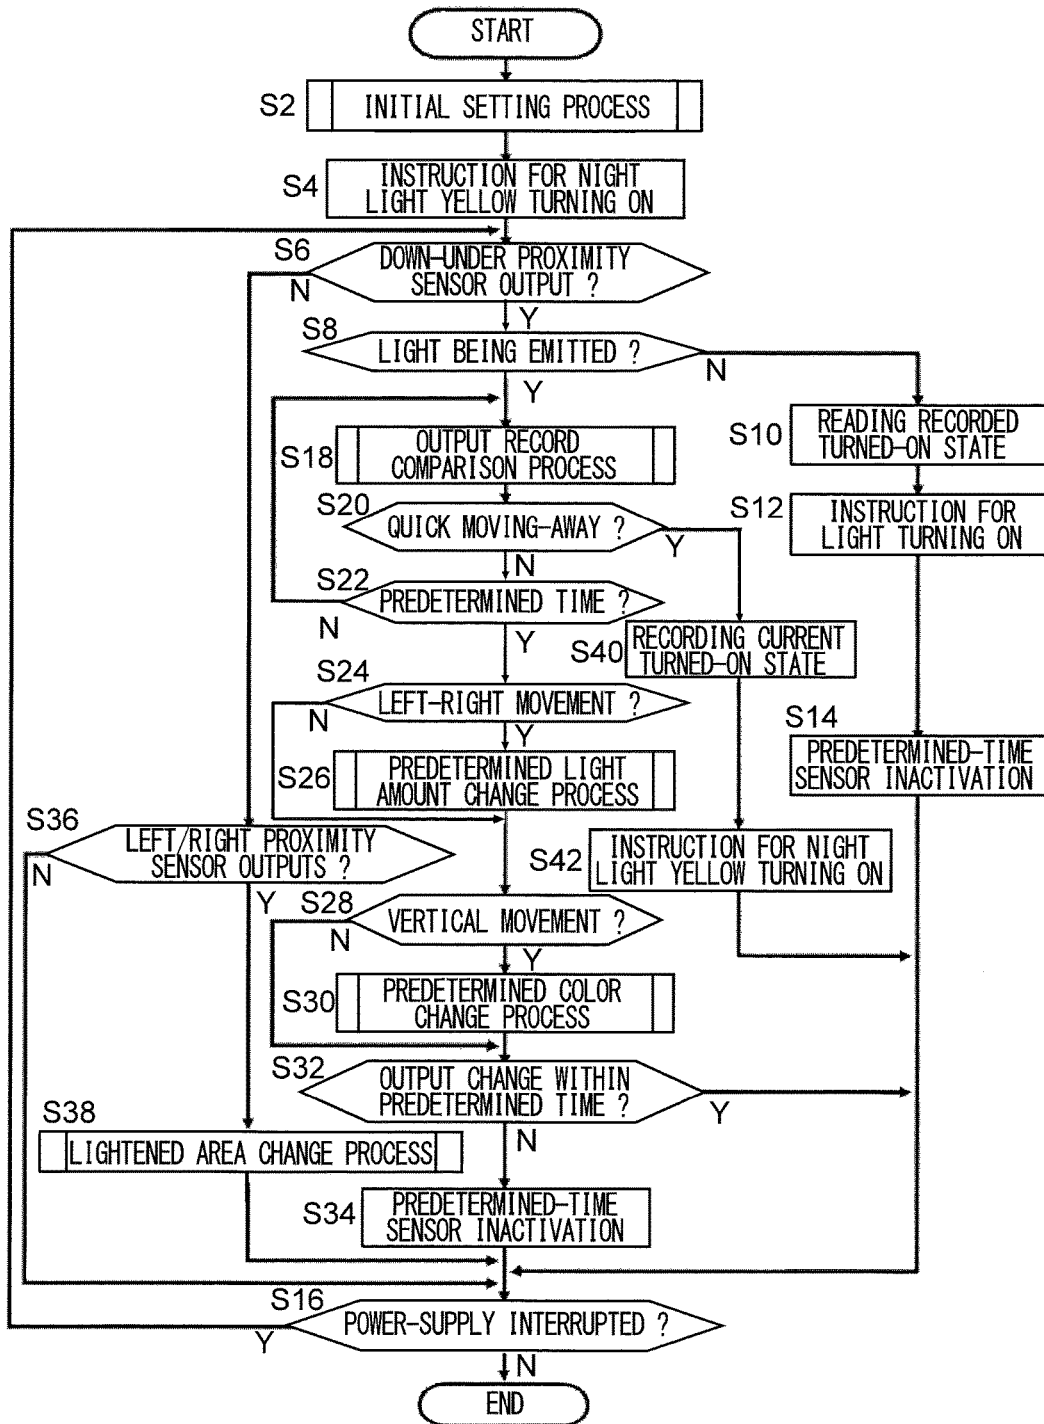 START
S2
INITIAL SETTING PROCESS
S4
INSTRUCTION FOR NIGHT
LIGHT YELLOW TURNING ON
S6
DOWN-UNDER PROXIMITY
SENSOR OUTPUT ?
N
Y
S8
LIGHT BEING EMITTED ?
N
Y
S10
READING RECORDED
TURNED-ON STATE
S18
OUTPUT RECORD
COMPARISON PROCESS
S12
INSTRUCTION FOR
LIGHT TURNING ON
S20
QUICK MOVING-AWAY ?
Y
N
S22
PREDETERMINED TIME ?
N
Y
S40
RECORDING CURRENT
TURNED-ON STATE
S24
LEFT-RIGHT MOVEMENT ?
N
Y
S14
PREDETERMINED-TIME
SENSOR INACTIVATION
S26
PREDETERMINED LIGHT
AMOUNT CHANGE PROCESS
S36
LEFT/RIGHT PROXIMITY
SENSOR OUTPUTS ?
N
Y
S42
INSTRUCTION FOR NIGHT
LIGHT YELLOW TURNING ON
S28
VERTICAL MOVEMENT ?
N
Y
S30
PREDETERMINED COLOR
CHANGE PROCESS
S32
OUTPUT CHANGE WITHIN
PREDETERMINED TIME ?
Y
N
S38
LIGHTENED AREA CHANGE PROCESS
S34
PREDETERMINED-TIME
SENSOR INACTIVATION
S16
POWER-SUPPLY INTERRUPTED ?
Y
N
END